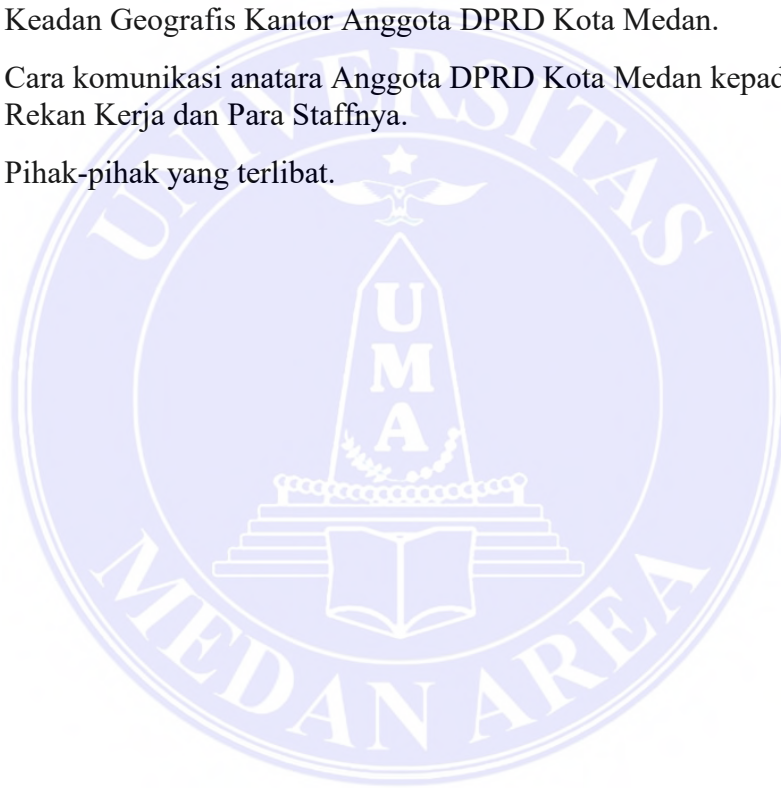 Keadan Geografis Kantor Anggota DPRD Kota Medan.
Cara komunikasi anatara Anggota DPRD Kota Medan kepad
Rekan Kerja dan Para Staffnya.
Pihak-pihak yang terlibat.
UNIVERSITAS
UMA
MEDAN AREA